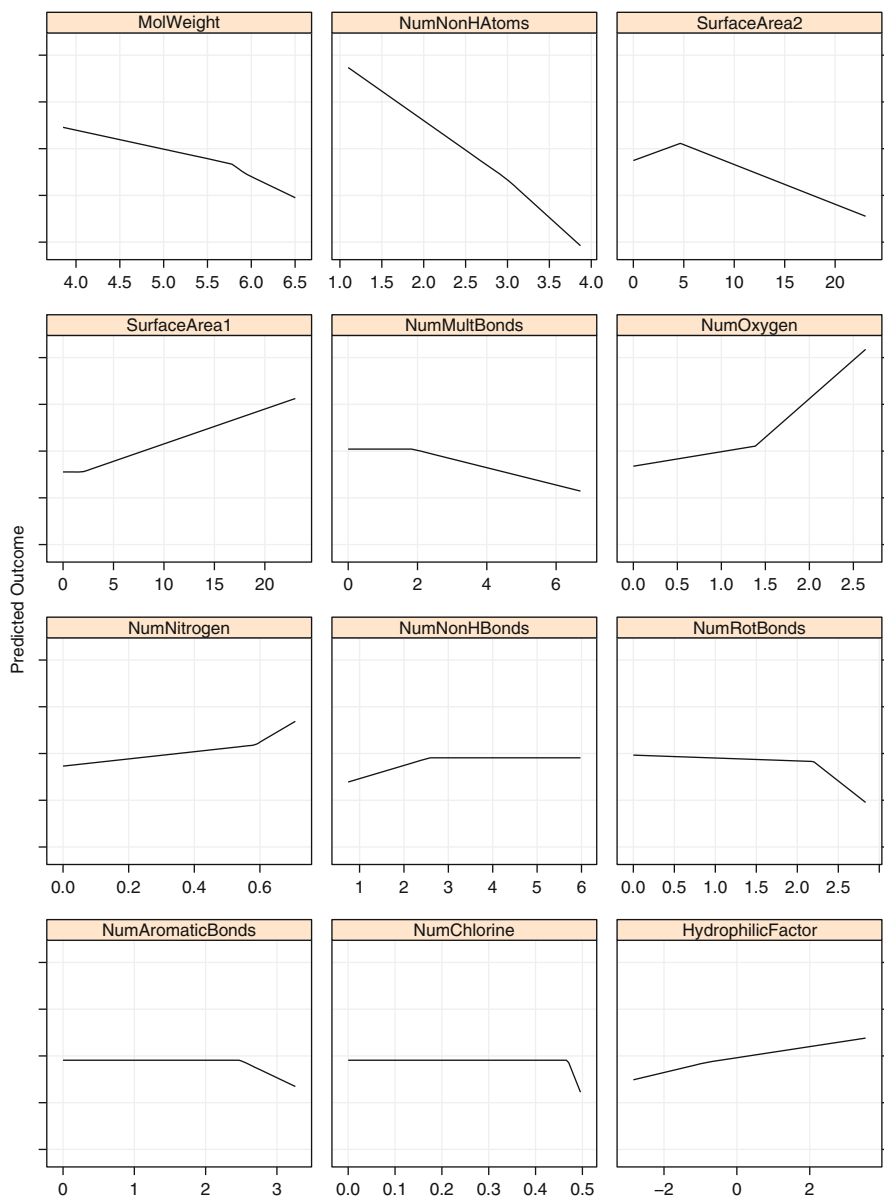 MolWeight NumNonHAtoms SurfaceArea2
4.0 4.5 5.0 5.5 6.0 6.5 1.0 1.5 2.0 2.5 3.0 3.5 4.0 0 5 10 15 20
SurfaceArea1 NumMultBonds NumOxygen
0 5 10 15 20 0 2 4 6 0.0 0.5 1.0 1.5 2.0 2.5
Predicted Outcome
NumNitrogen NumNonHBonds NumRotBonds
0.0 0.2 0.4 0.6 1 2 3 4 5 6 0.0 0.5 1.0 1.5 2.0 2.5
NumAromaticBonds NumChlorine HydrophilicFactor
0 1 2 3 0.0 0.1 0.2 0.3 0.4 0.5 −2 0 2